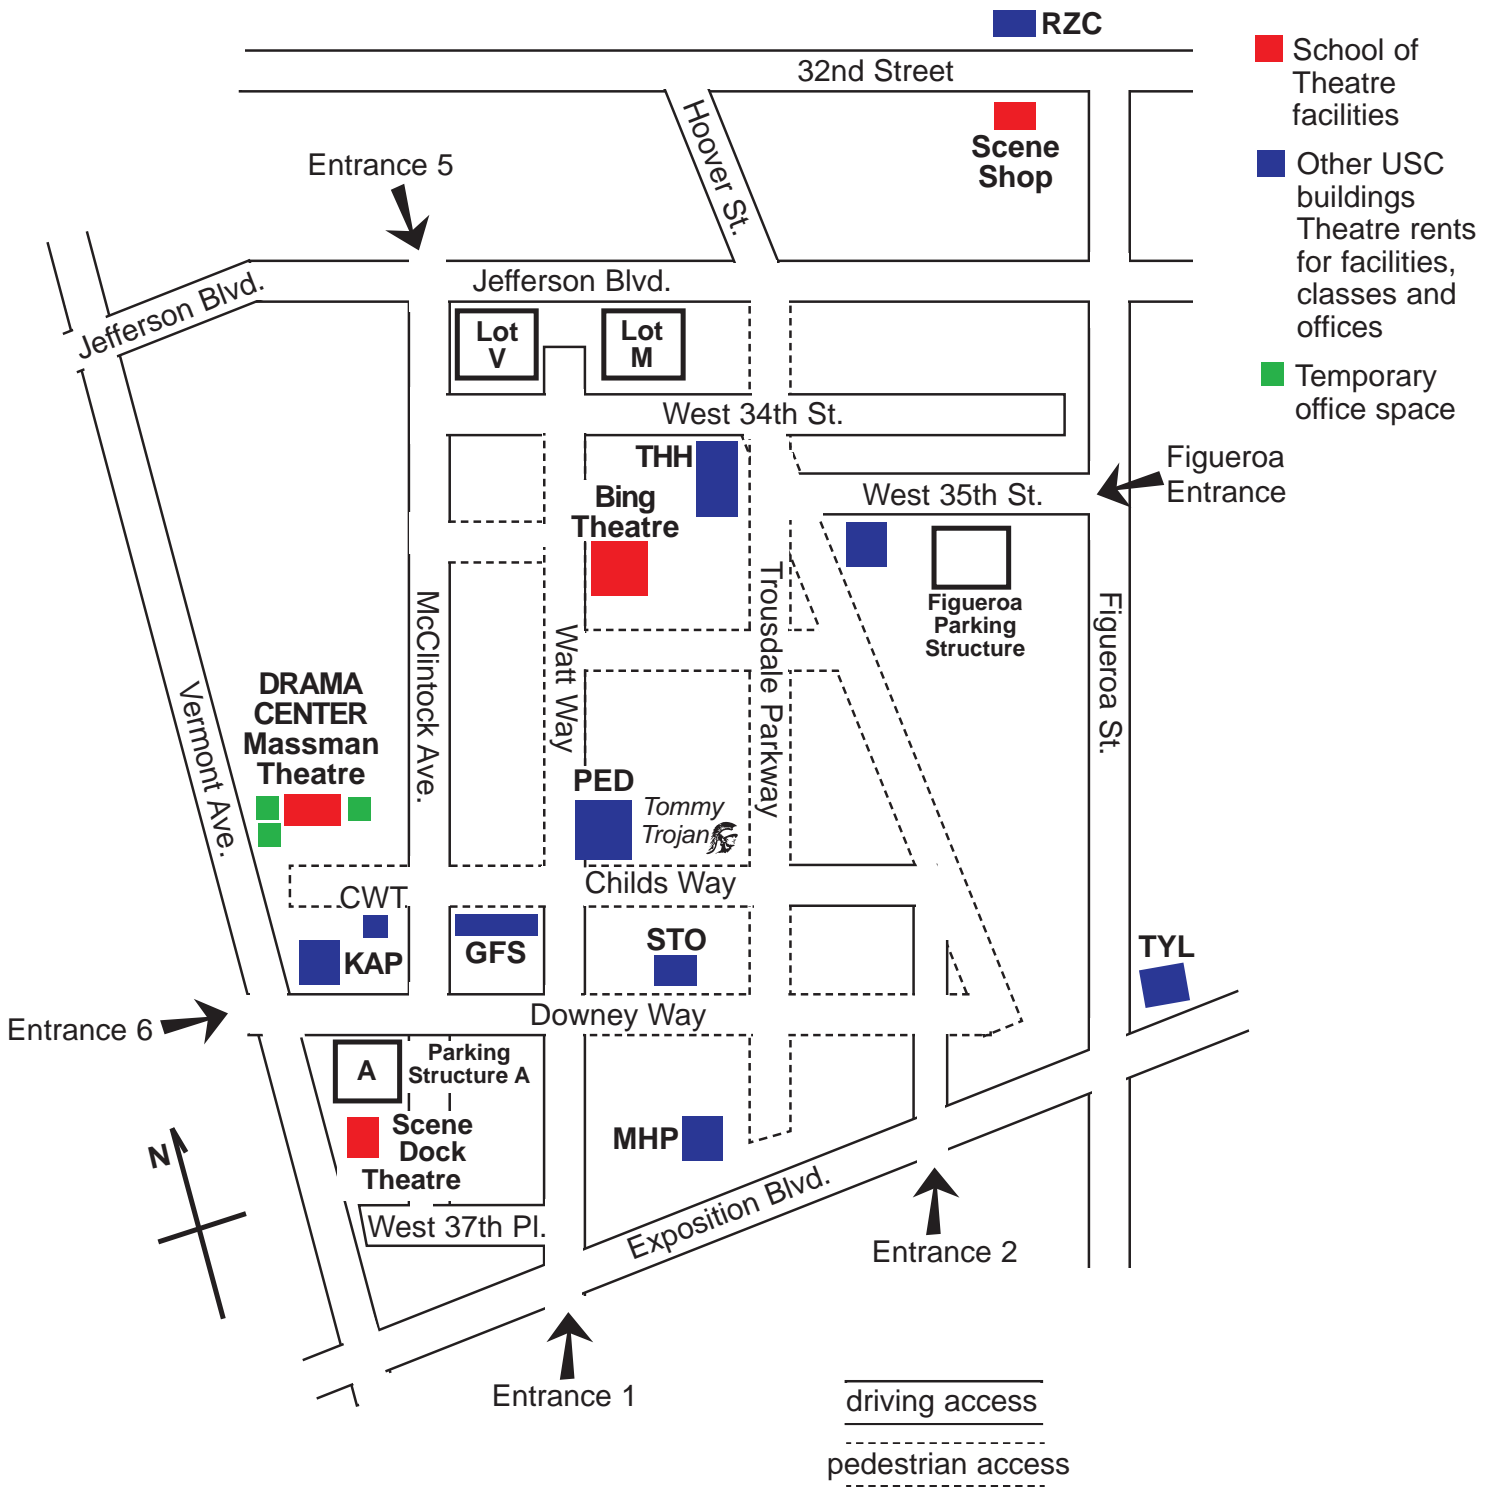 RZC
32nd Street
School of
Theatre
facilities
Hoover St.
Scene
Shop
Entrance 5
Other USC
buildings
Theatre rents
for facilities,
classes and
offices
Jefferson Blvd.
Jefferson Blvd.
Lot
V
Lot
M
Temporary
office space
West 34th St.
THH
Figueroa
Entrance
Bing
Theatre
West 35th St.
Figueroa
Parking
Structure
McClintock Ave.
Watt Way
Trousdale Parkway
Figueroa St.
Vermont Ave.
DRAMA
CENTER
Massman
Theatre
PED
Tommy
Trojan
Childs Way
CWT
KAP
GFS
STO
TYL
Entrance 6
Downey Way
A
Parking
Structure A
Scene
Dock
Theatre
MHP
N
West 37th Pl.
Exposition Blvd.
Entrance 2
Entrance 1
driving access
pedestrian access